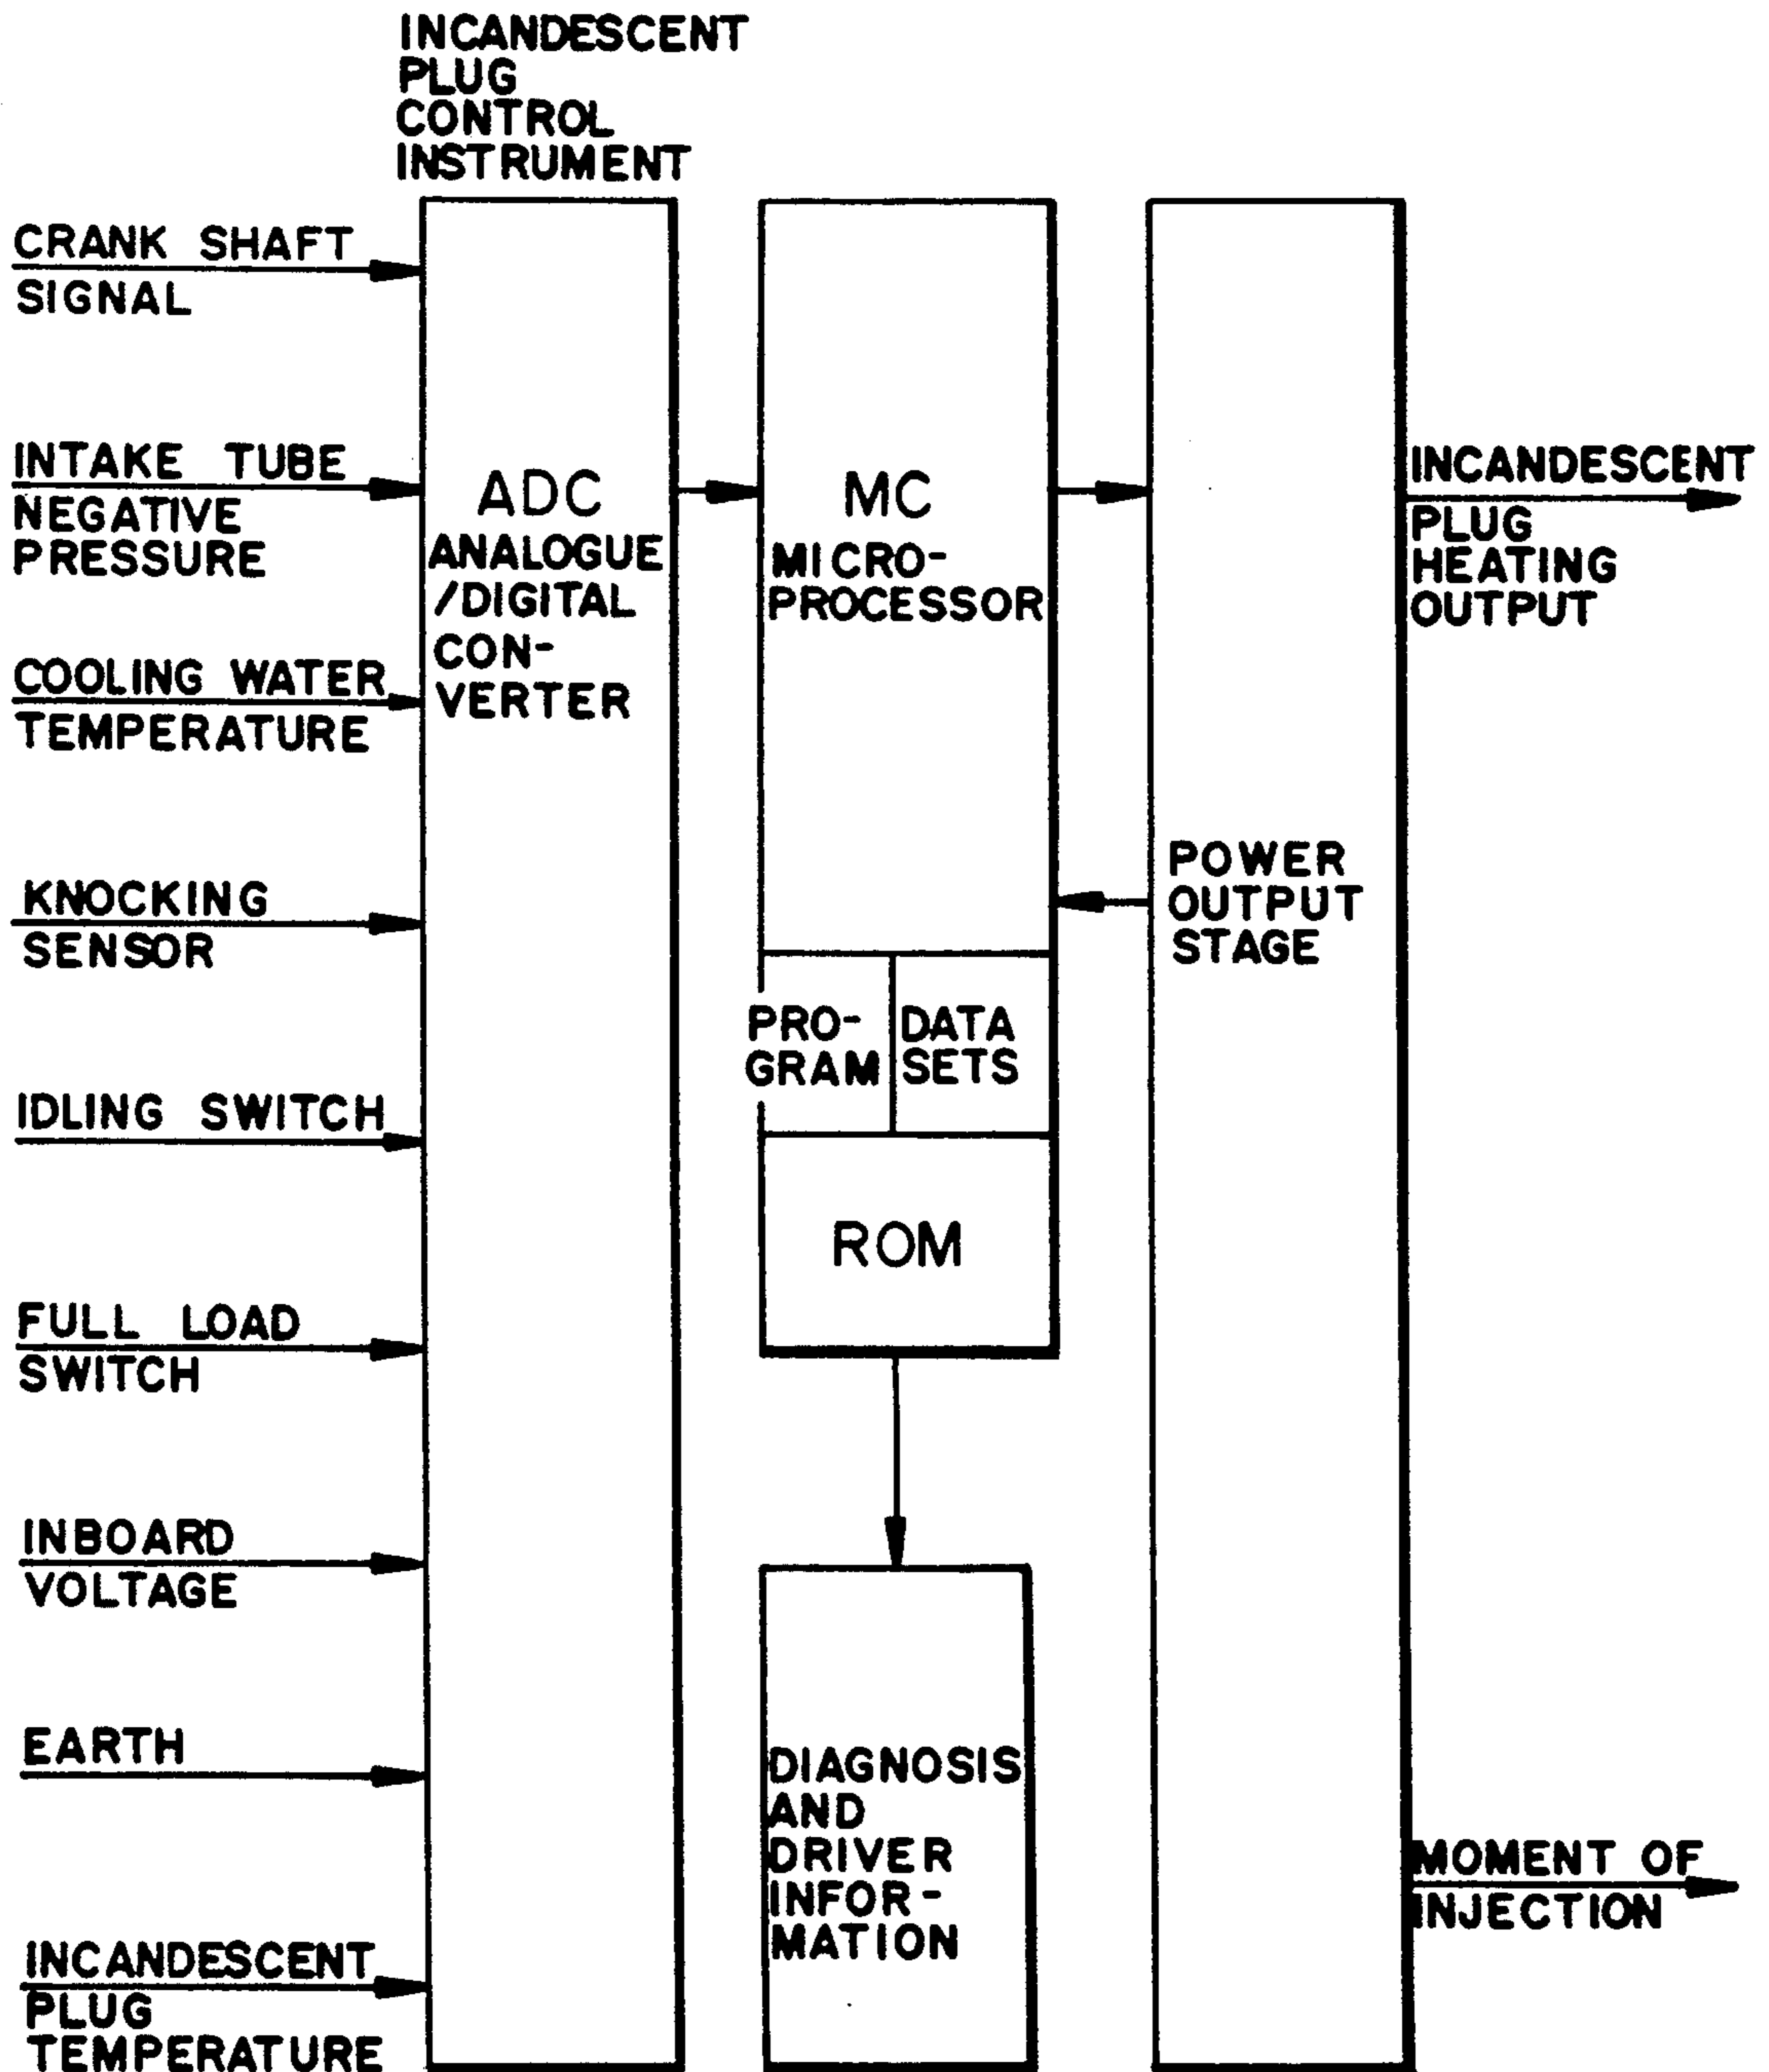 INCANDESCENT
PLUG
CONTROL
INSTRUMENT
CRANK SHAFT
SIGNAL
INTAKE TUBE
NEGATIVE
PRESSURE
COOLING WATER
TEMPERATURE
KNOCKING
SENSOR
IDLING SWITCH
FULL LOAD
SWITCH
INBOARD
VOLTAGE
EARTH
INCANDESCENT
PLUG
TEMPERATURE
ADC
ANALOGUE
/DIGITAL
CON-
VERTER
MC
MICRO-
PROCESSOR
PRO-
GRAM
DATA
SETS
ROM
DIAGNOSIS
AND
DRIVER
INFOR-
MATION
POWER
OUTPUT
STAGE
INCANDESCENT
PLUG
HEATING
OUTPUT
MOMENT OF
INJECTION